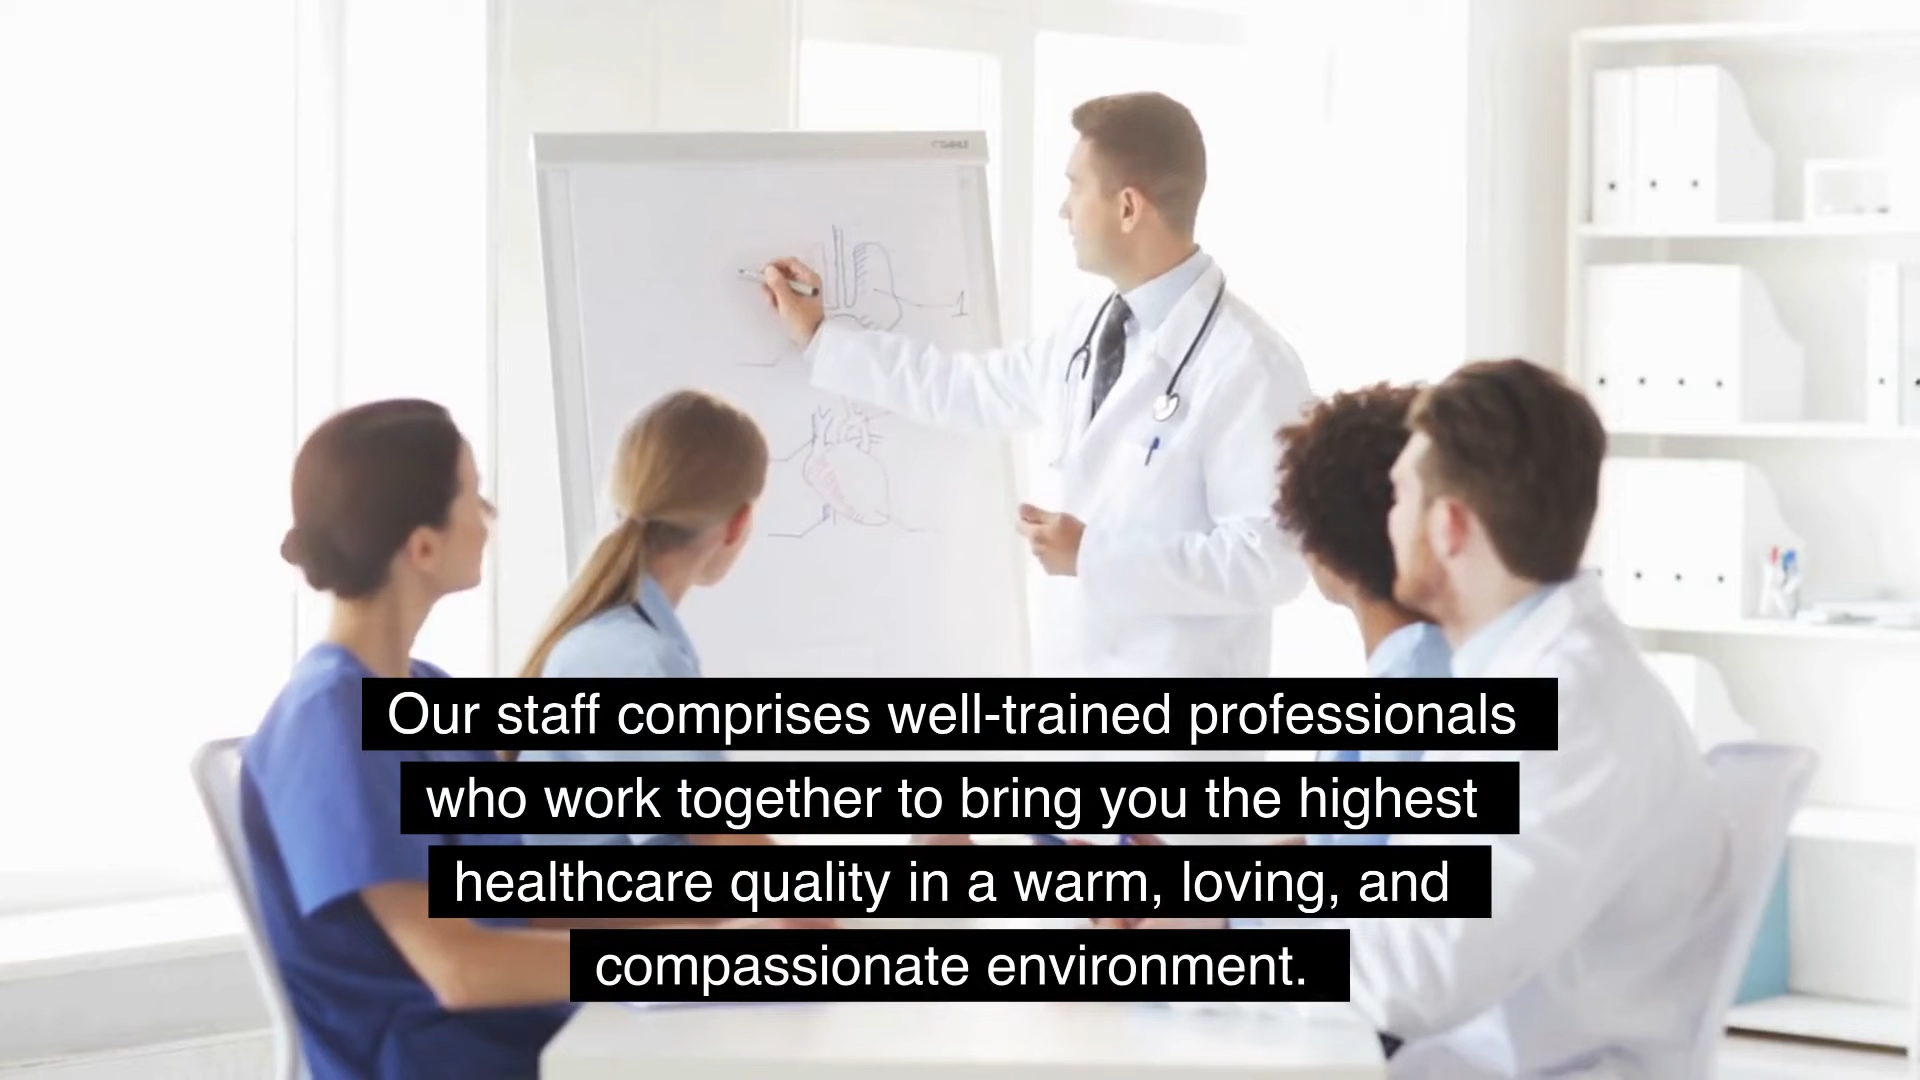 Our staff comprises well-trained professionals
who work together to bring you the highest
healthcare quality in a warm, loving, and
compassionate environment.
1